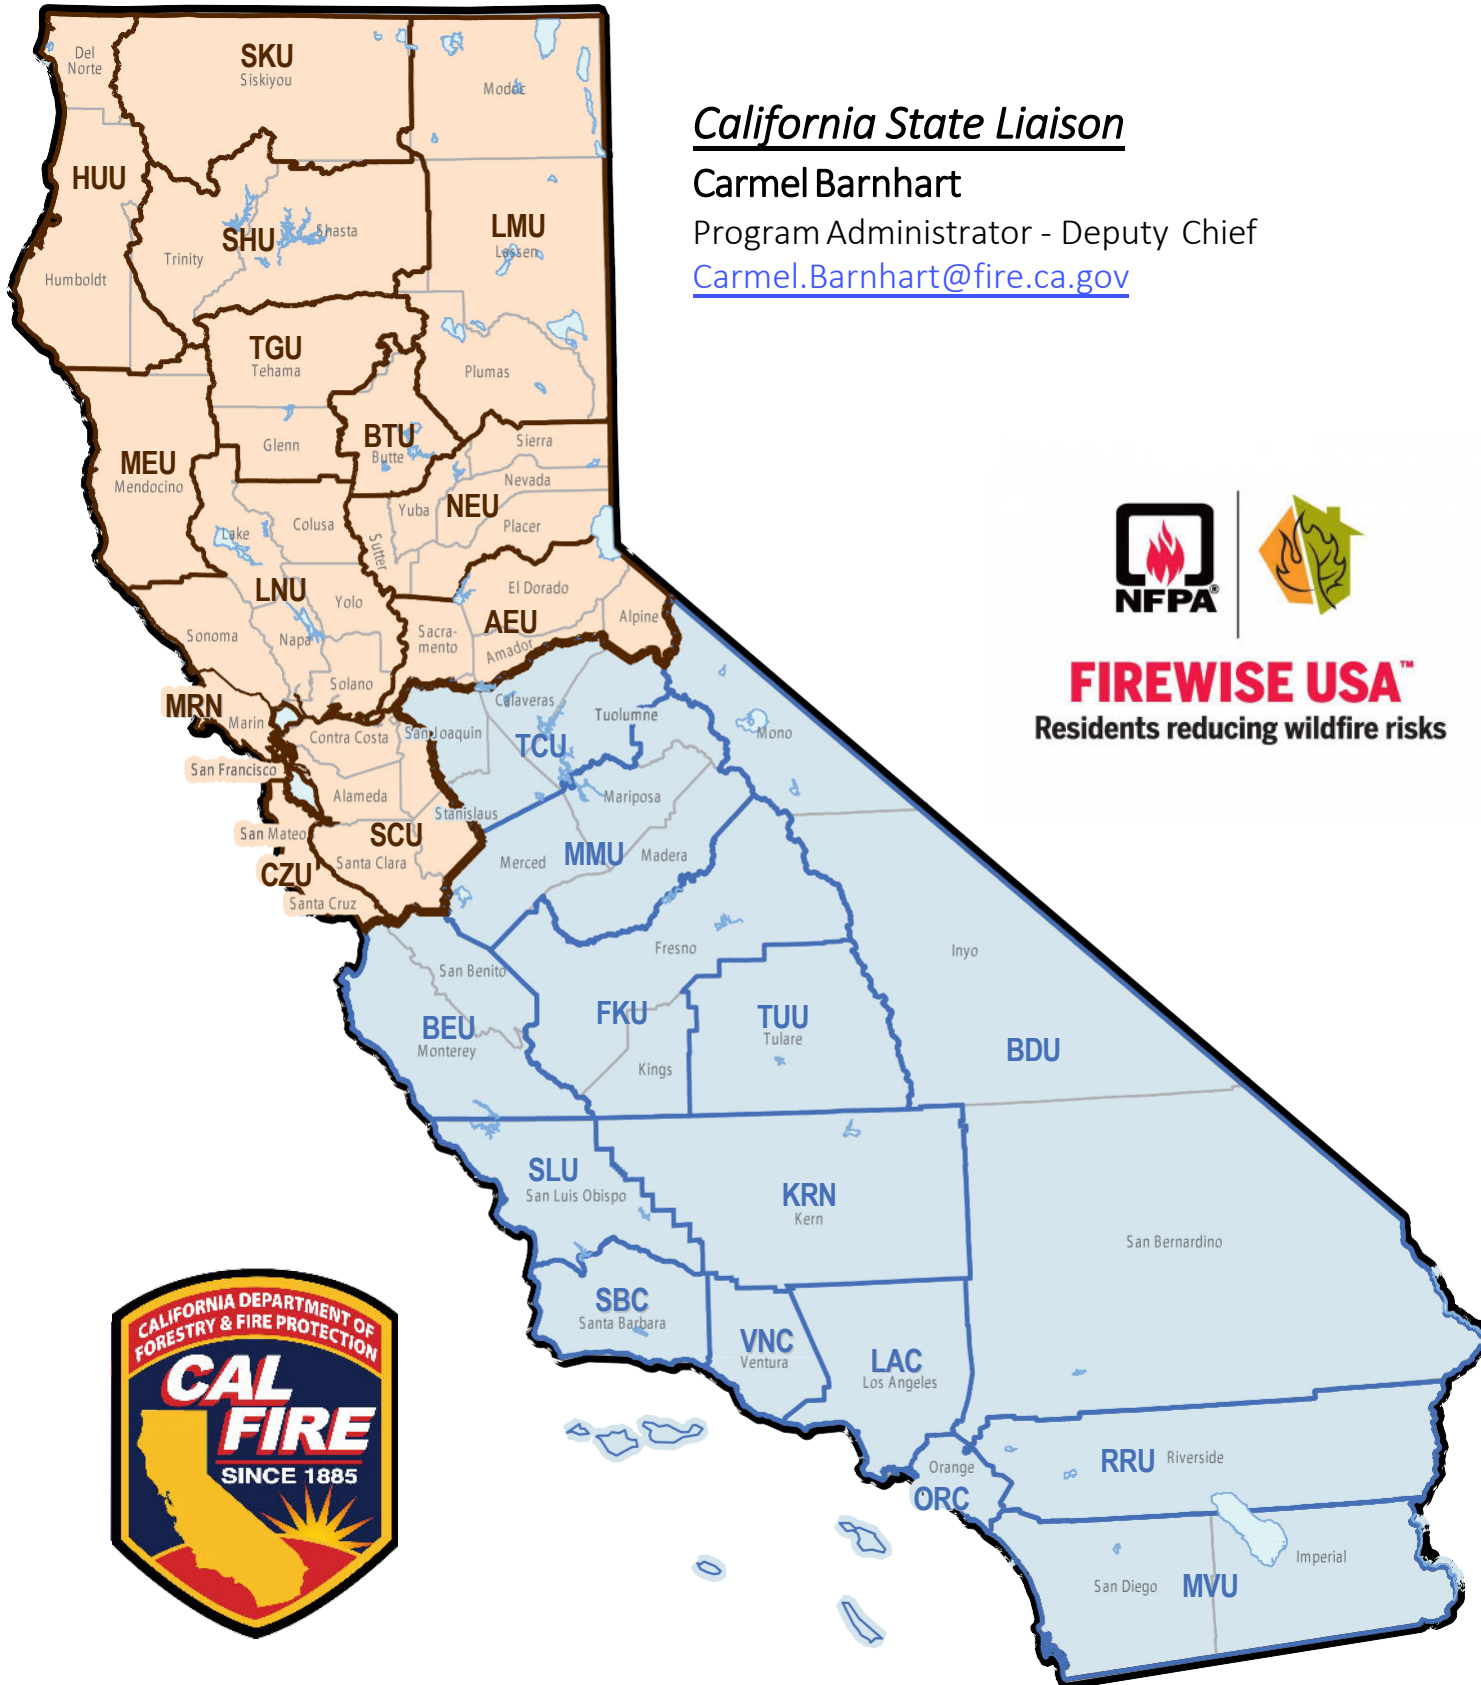 California State Liaison
Carmel Barnhart
Program Administrator - Deputy Chief
Carmel.Barnhart@fire.ca.gov
NFPA®
FIREWISE USA™
Residents reducing wildfire risks
Del
Norte
SKU
Siskiyou
Modoc
HUU
Humboldt
Trinity
SHU
Shasta
LMU
Lassen
TGU
Tehama
Plumas
Glenn
BTU
Butte
MEU
Mendocino
Sierra
Nevada
Yuba
NEU
Placer
Sutter
Lake
Colusa
LNU
Yolo
Sonoma
Napa
Solano
El Dorado
AEU
Sacra-
mento
Amador
Alpine
MRN
Marin
Contra Costa
San Francisco
Alameda
San Mateo
SCU
Santa Clara
CZU
Santa Cruz
San Joaquin
Calaveras
Tuolumne
TCU
Mono
Stanislaus
Mariposa
Merced
MMU
Madera
San Benito
Fresno
Inyo
BEU
Monterey
FKU
Kings
TUU
Tulare
BDU
SLU
San Luis Obispo
KRN
Kern
San Bernardino
SBC
Santa Barbara
VNC
Ventura
LAC
Los Angeles
Orange
ORC
RRU
Riverside
San Diego
MVU
Imperial
CALIFORNIA DEPARTMENT OF
FORESTRY & FIRE PROTECTION
CAL
FIRE
SINCE 1885